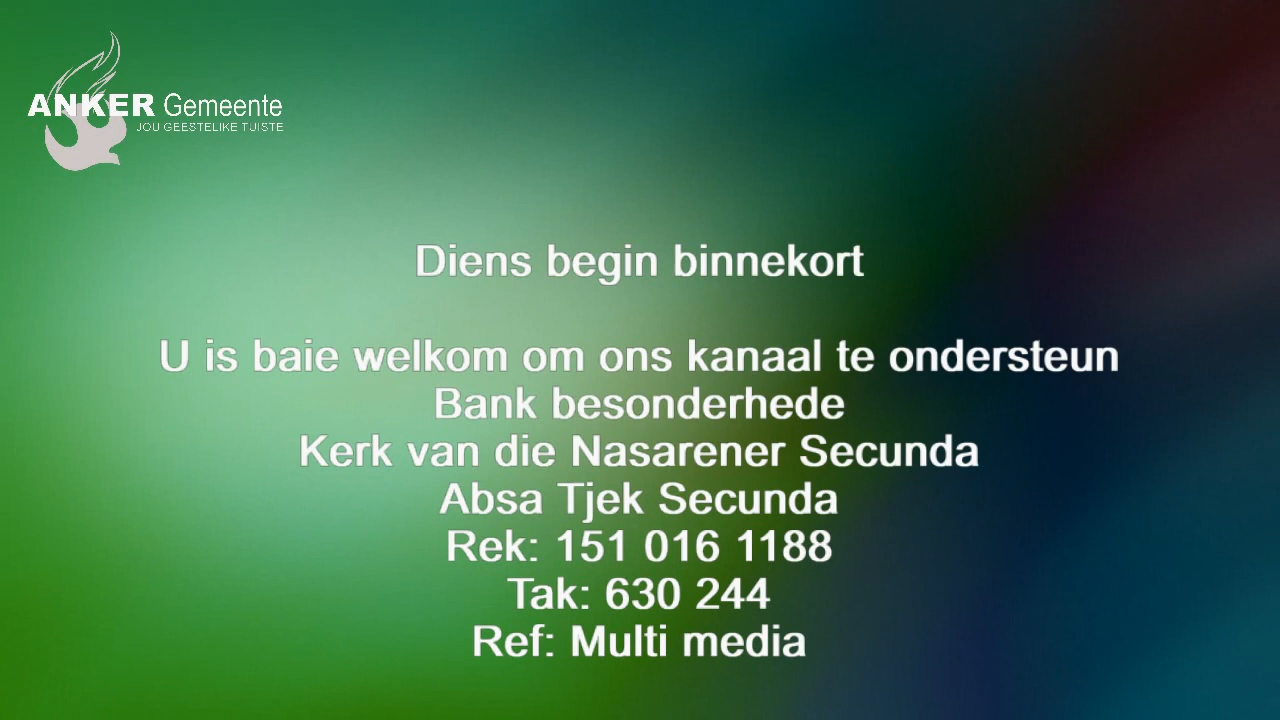 ANKER Gemeente
JOU GEESTELIKE TUISTE
Diens begin binnekort
U is baie welkom om ons kanaal te ondersteun
Bank besonderhede
Kerk van die Nasarener Secunda
Absa Tjek Secunda
Rek: 151 016 1188
Tak: 630 244
Ref: Multi media